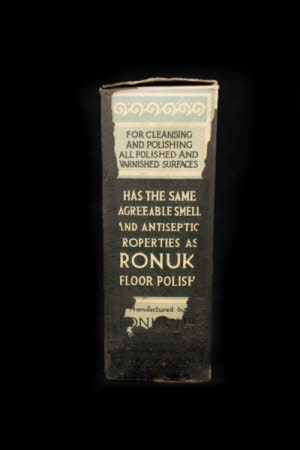 FOR CLEANSING
AND POLISHING
ALL POLISHED AND
VARNISHED SURFACES
HAS THE SAME
AGREEABLE SMELL
AND ANTISEPTIC
ROPERTIES AS
RONUK
FLOOR POLISH
Manufactured by